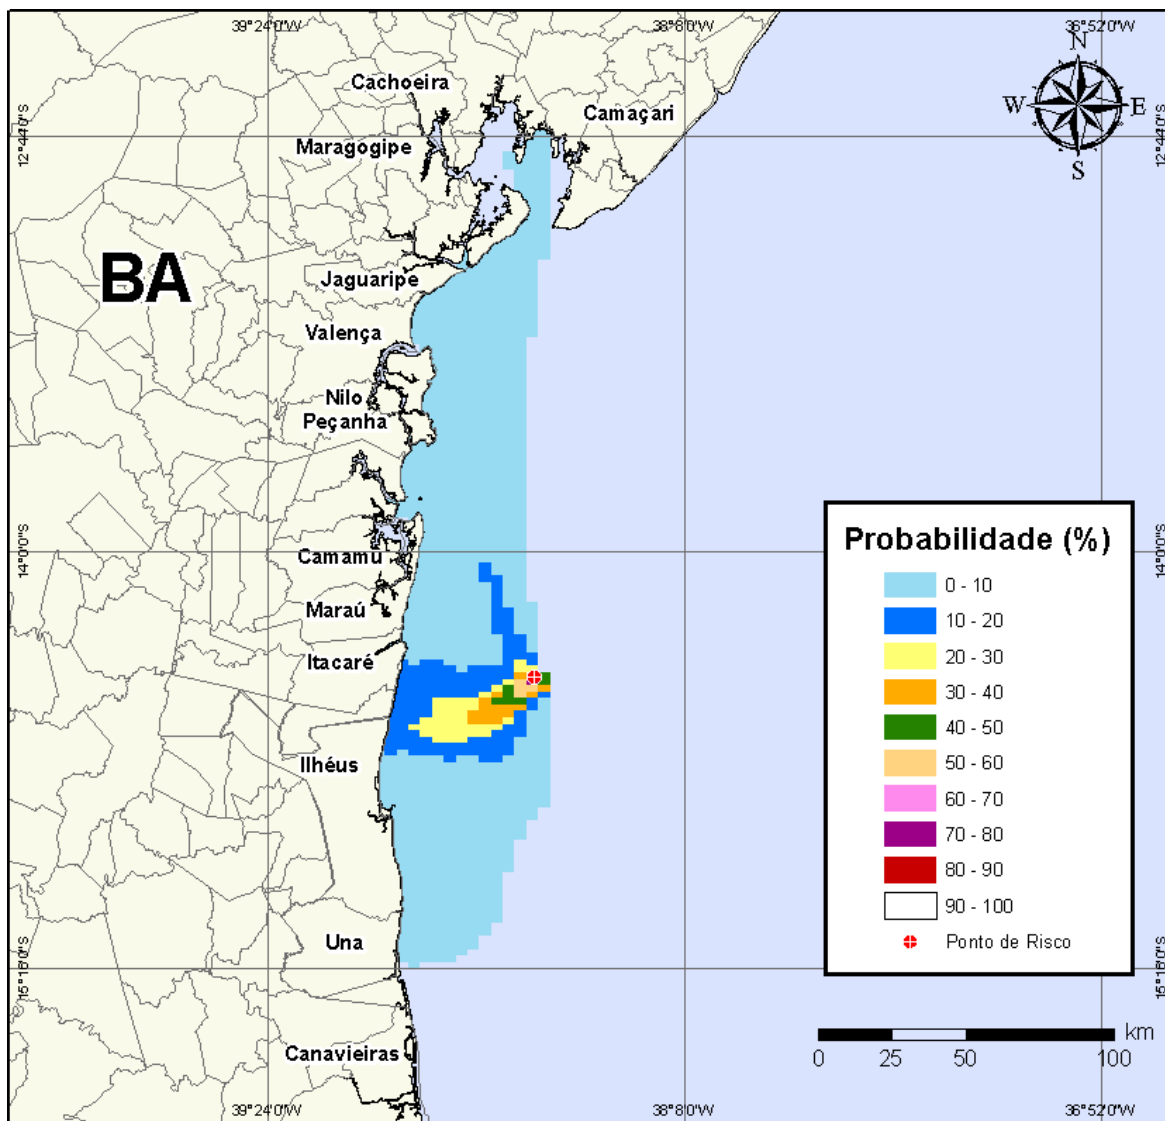 39°24'0"W
38°8'0"W
36°52'0"W
N
W
E
S
Cachoeira
Camaçari
12°44'0"S
12°44'0"S
Maragogipe
BA
Jaguaripe
Valença
Nilo
Peçanha
Probabilidade (%)
14°0'0"S
14°0'0"S
Camamú
0 - 10
Maraú
10 - 20
Itacaré
20 - 30
30 - 40
40 - 50
Ilhéus
50 - 60
60 - 70
70 - 80
80 - 90
90 - 100
Una
Ponto de Risco
15°16'0"S
15°16'0"S
km
Canavieiras
0
25
50
100
39°24'0"W
38°8'0"W
36°52'0"W